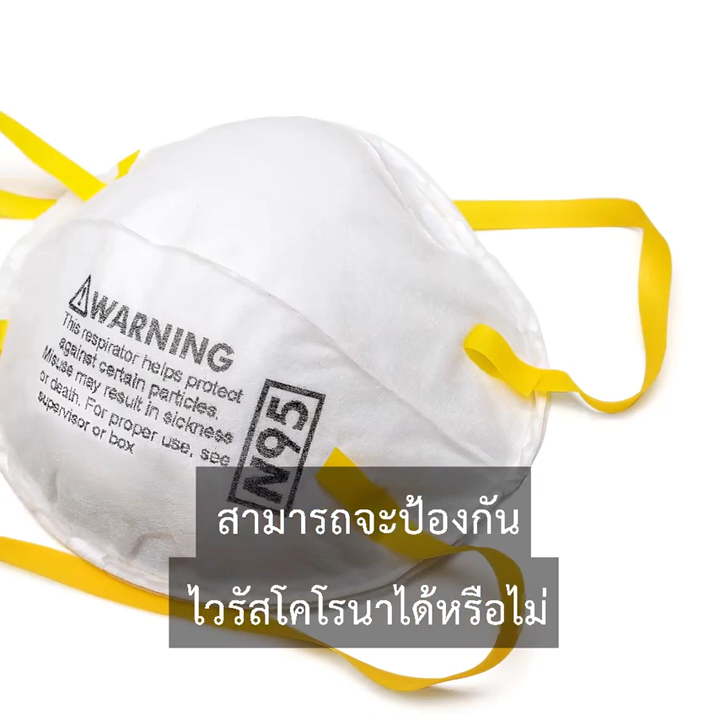 ⚠WARNING
This respirator helps protect
against certain particles.
Misuse may result in sickness
or death. For proper use, see
supervisor or box
N95
สามารถจะป้องกัน
ไวรัสโคโรนาได้หรือไม่